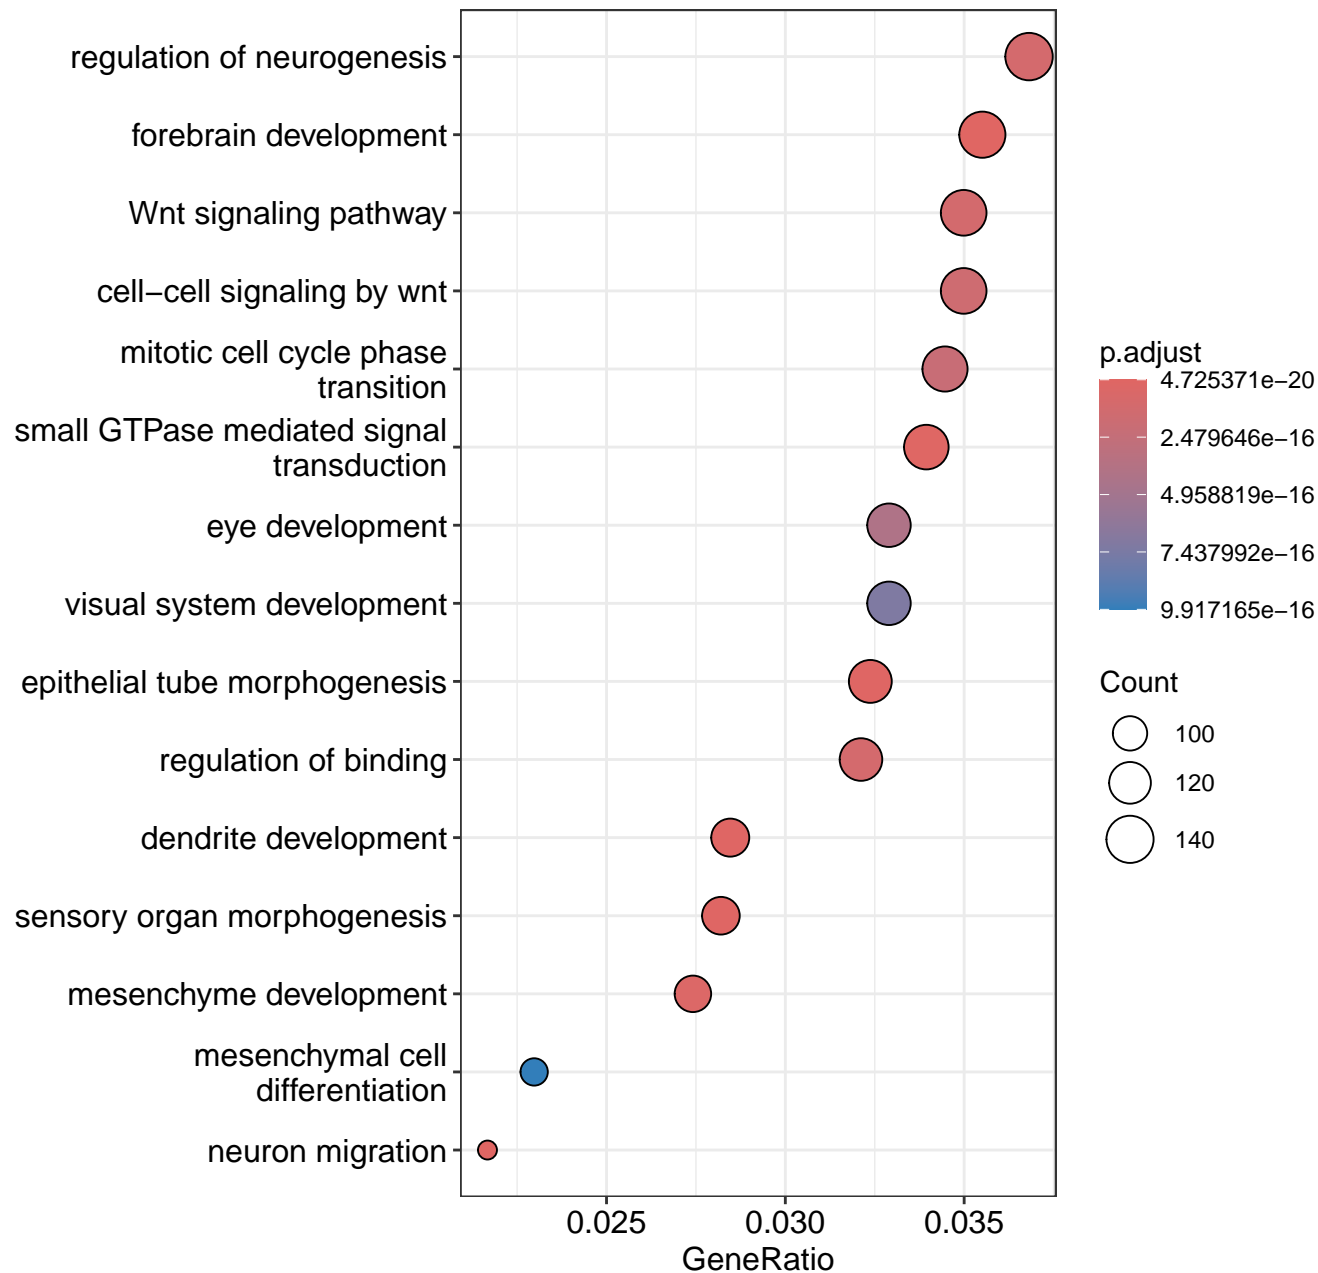 regulation of neurogenesis
forebrain development
Wnt signaling pathway
cell−cell signaling by wnt
mitotic cell cycle phase
transition
small GTPase mediated signal
transduction
eye development
visual system development
epithelial tube morphogenesis
regulation of binding
dendrite development
sensory organ morphogenesis
mesenchyme development
mesenchymal cell
differentiation
neuron migration
0.025 0.030 0.035
GeneRatio
p.adjust
4.725371e−20
2.479646e−16
4.958819e−16
7.437992e−16
9.917165e−16
Count
100
120
140